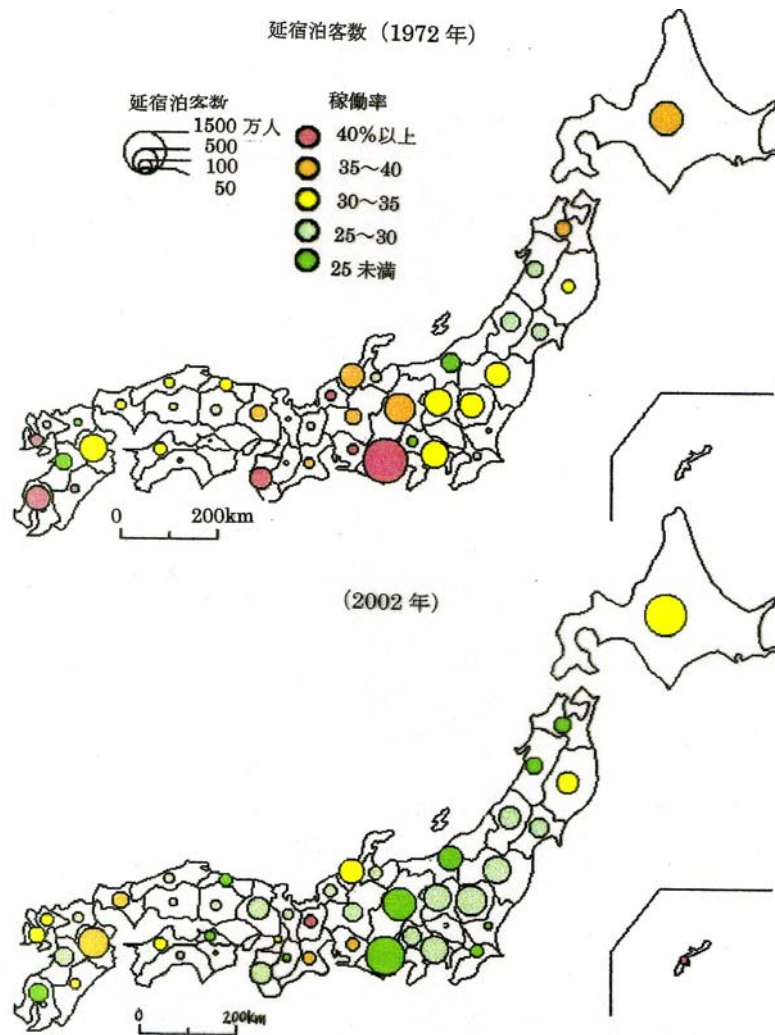 延宿泊客数（1972 年）
延宿泊客数
1500 万人
500
100
50
稼働率
40%以上
35～40
30～35
25～30
25 未満
0 200km
(2002 年)
0 200km